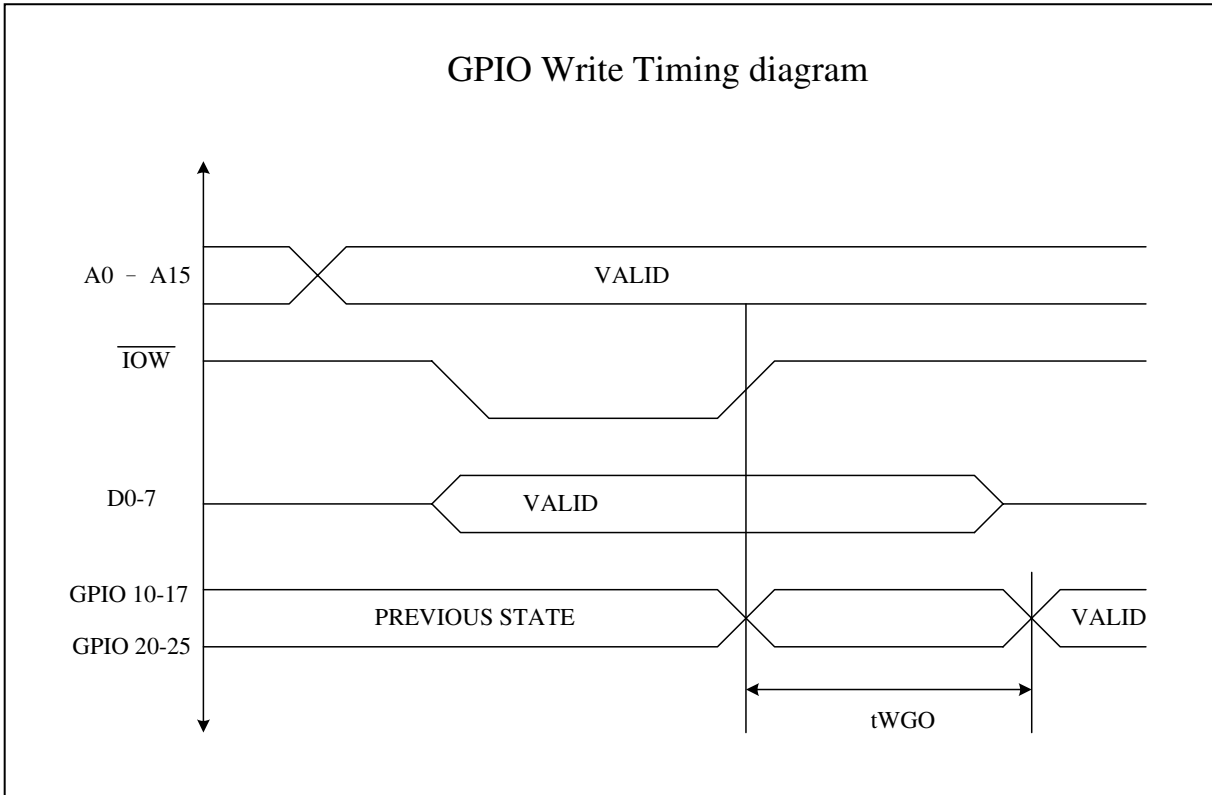 GPIO Write Timing diagram
A0 - A15
VALID
IOW
D0-7
VALID
GPIO 10-17
PREVIOUS STATE
VALID
GPIO 20-25
tWGO